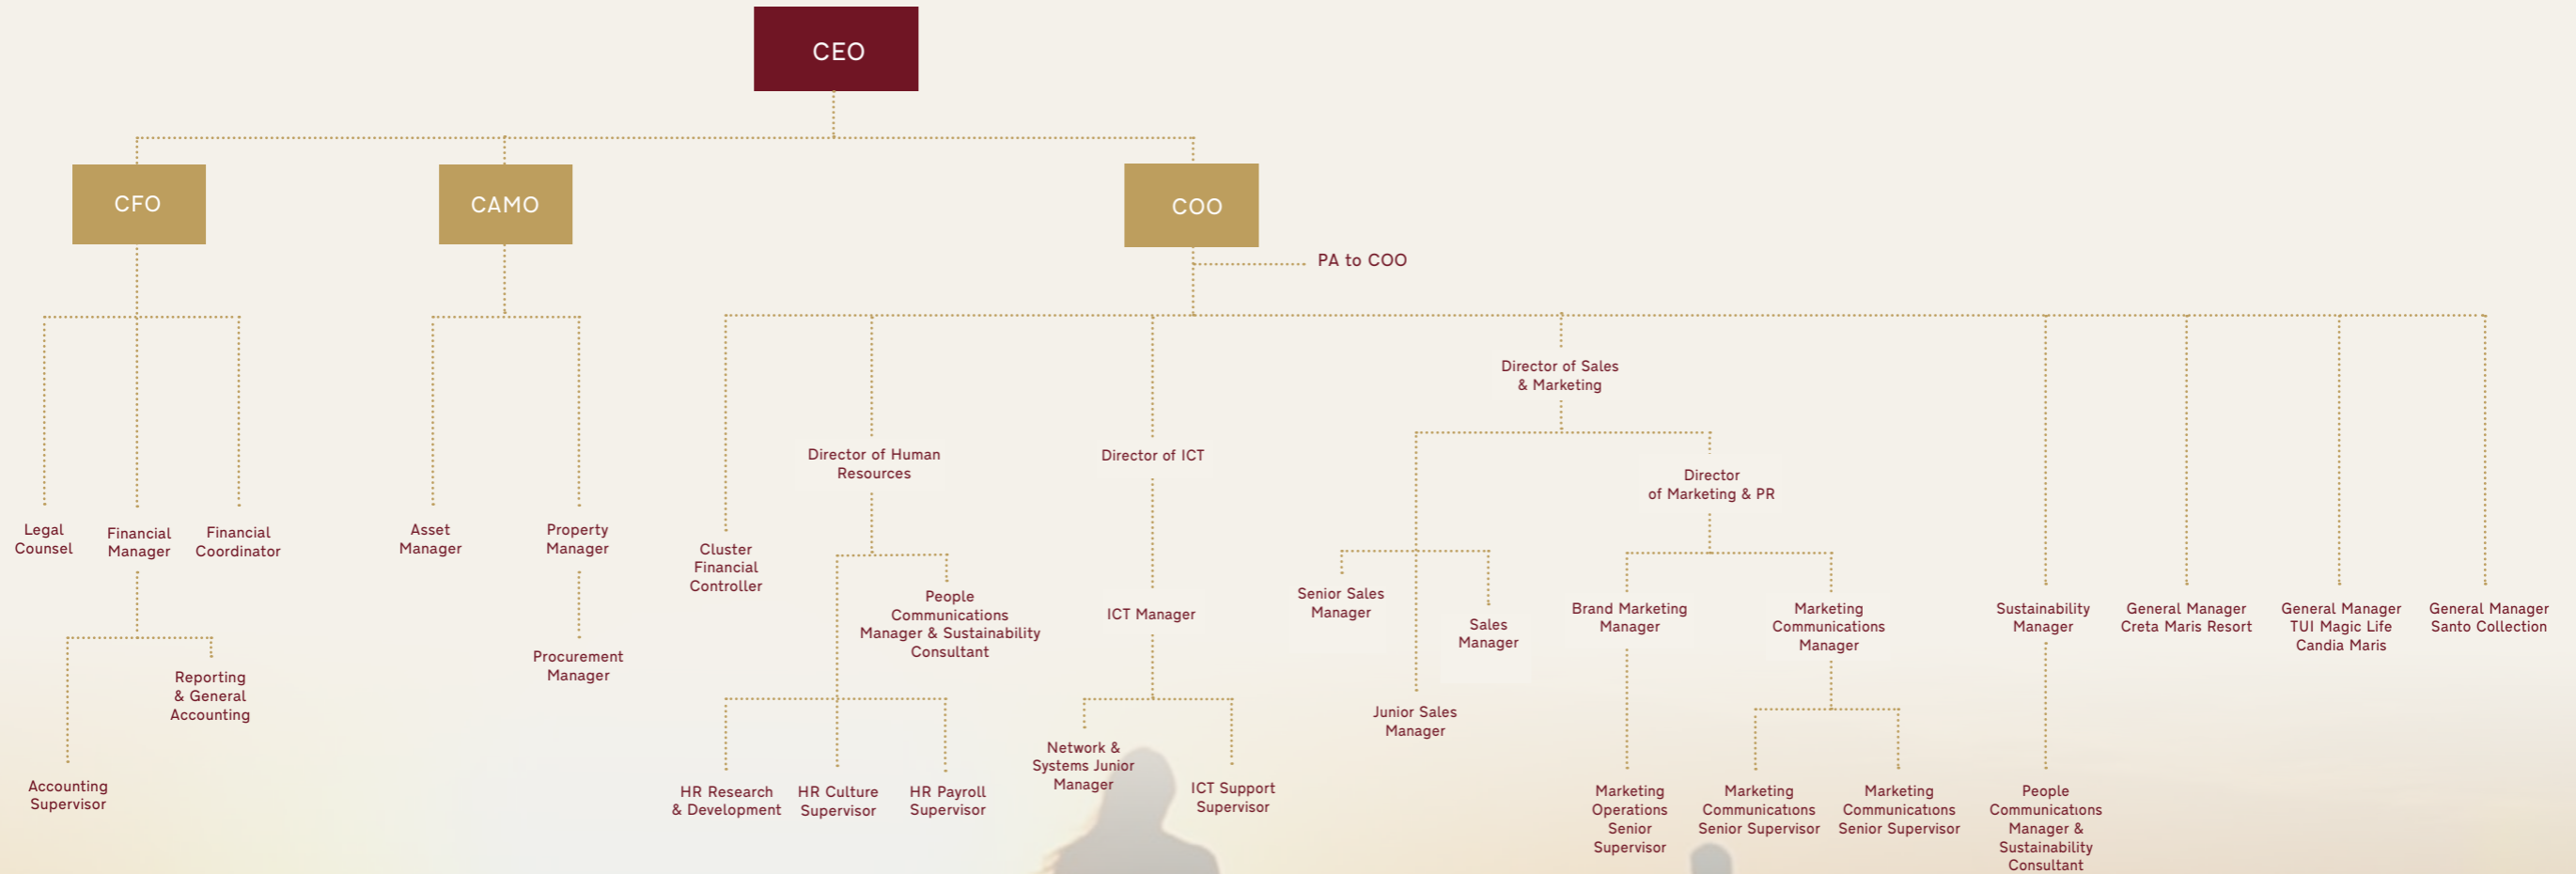 CEO
CFO
CAMO
COO
PA to COO
Director of Sales
& Marketing
Director of Human
Resources
Director of ICT
Director
of Marketing & PR
Legal
Counsel
Financial
Manager
Financial
Coordinator
Asset
Manager
Property
Manager
Cluster
Financial
Controller
People
Communications
Manager & Sustainability
Consultant
ICT Manager
Senior Sales
Manager
Sales
Manager
Brand Marketing
Manager
Marketing
Communications
Manager
Sustainability
Manager
General Manager
Creta Maris Resort
General Manager
TUI Magic Life
Candia Maris
General Manager
Santo Collection
Procurement
Manager
Reporting
& General
Accounting
Junior Sales
Manager
Accounting
Supervisor
HR Research
& Development
HR Culture
Supervisor
HR Payroll
Supervisor
Network &
Systems Junior
Manager
ICT Support
Supervisor
Marketing
Operations
Senior
Supervisor
Marketing
Communications
Senior Supervisor
Marketing
Communications
Senior Supervisor
People
Communications
Manager &
Sustainability
Consultant